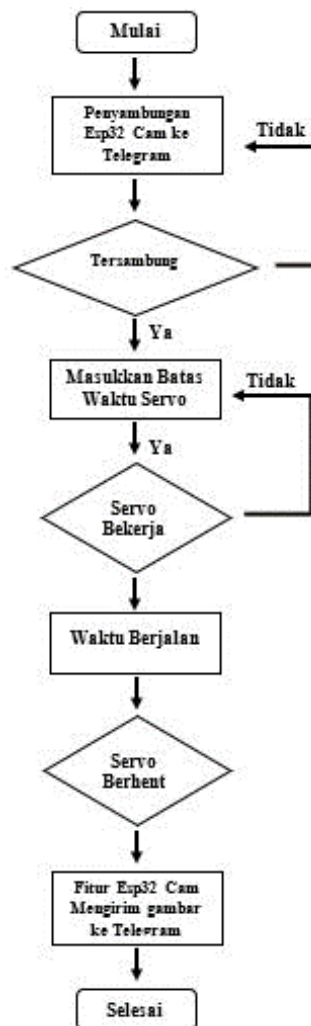 Mulai
Penyambungan
Esp32 Cam ke
Telegram
Tidak
Tersambung
Ya
Masukkan Batas
Waktu Servo
Tidak
Ya
Servo
Bekerja
Waktu Berjalan
Servo
Berhent
Fitur Esp32 Cam
Mengirim gambar
ke Telegram
Selesai